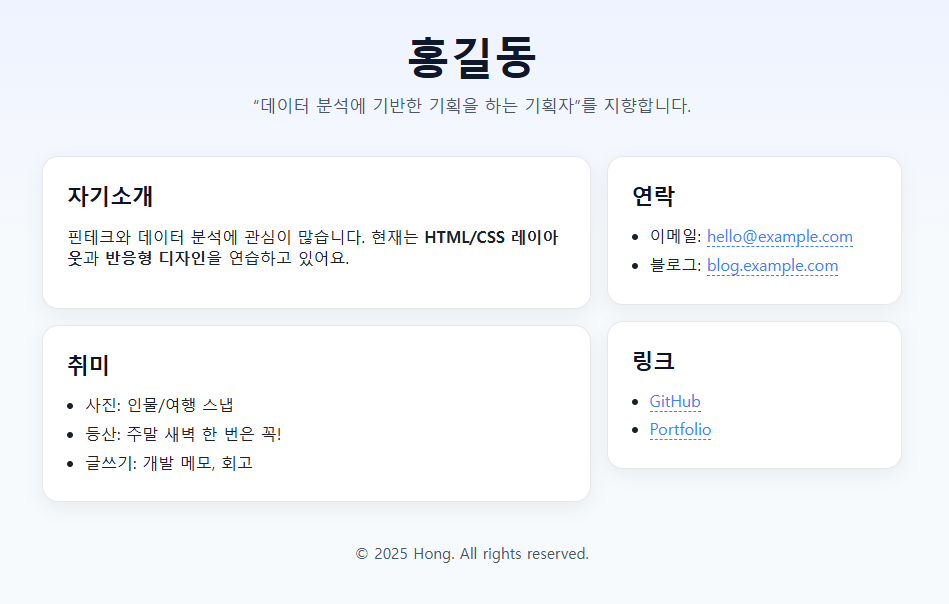 홍길동
“데이터 분석에 기반한 기획을 하는 기획자”를 지향합니다.
자기소개
핀테크와 데이터 분석에 관심이 많습니다. 현재는 HTML/CSS 레이아
웃과 반응형 디자인을 연습하고 있어요.
취미
사진: 인물/여행 스냅
등산: 주말 새벽 한 번은 꼭!
글쓰기: 개발 메모, 회고
연락
이메일: hello@example.com
블로그: blog.example.com
링크
GitHub
Portfolio
© 2025 Hong. All rights reserved.